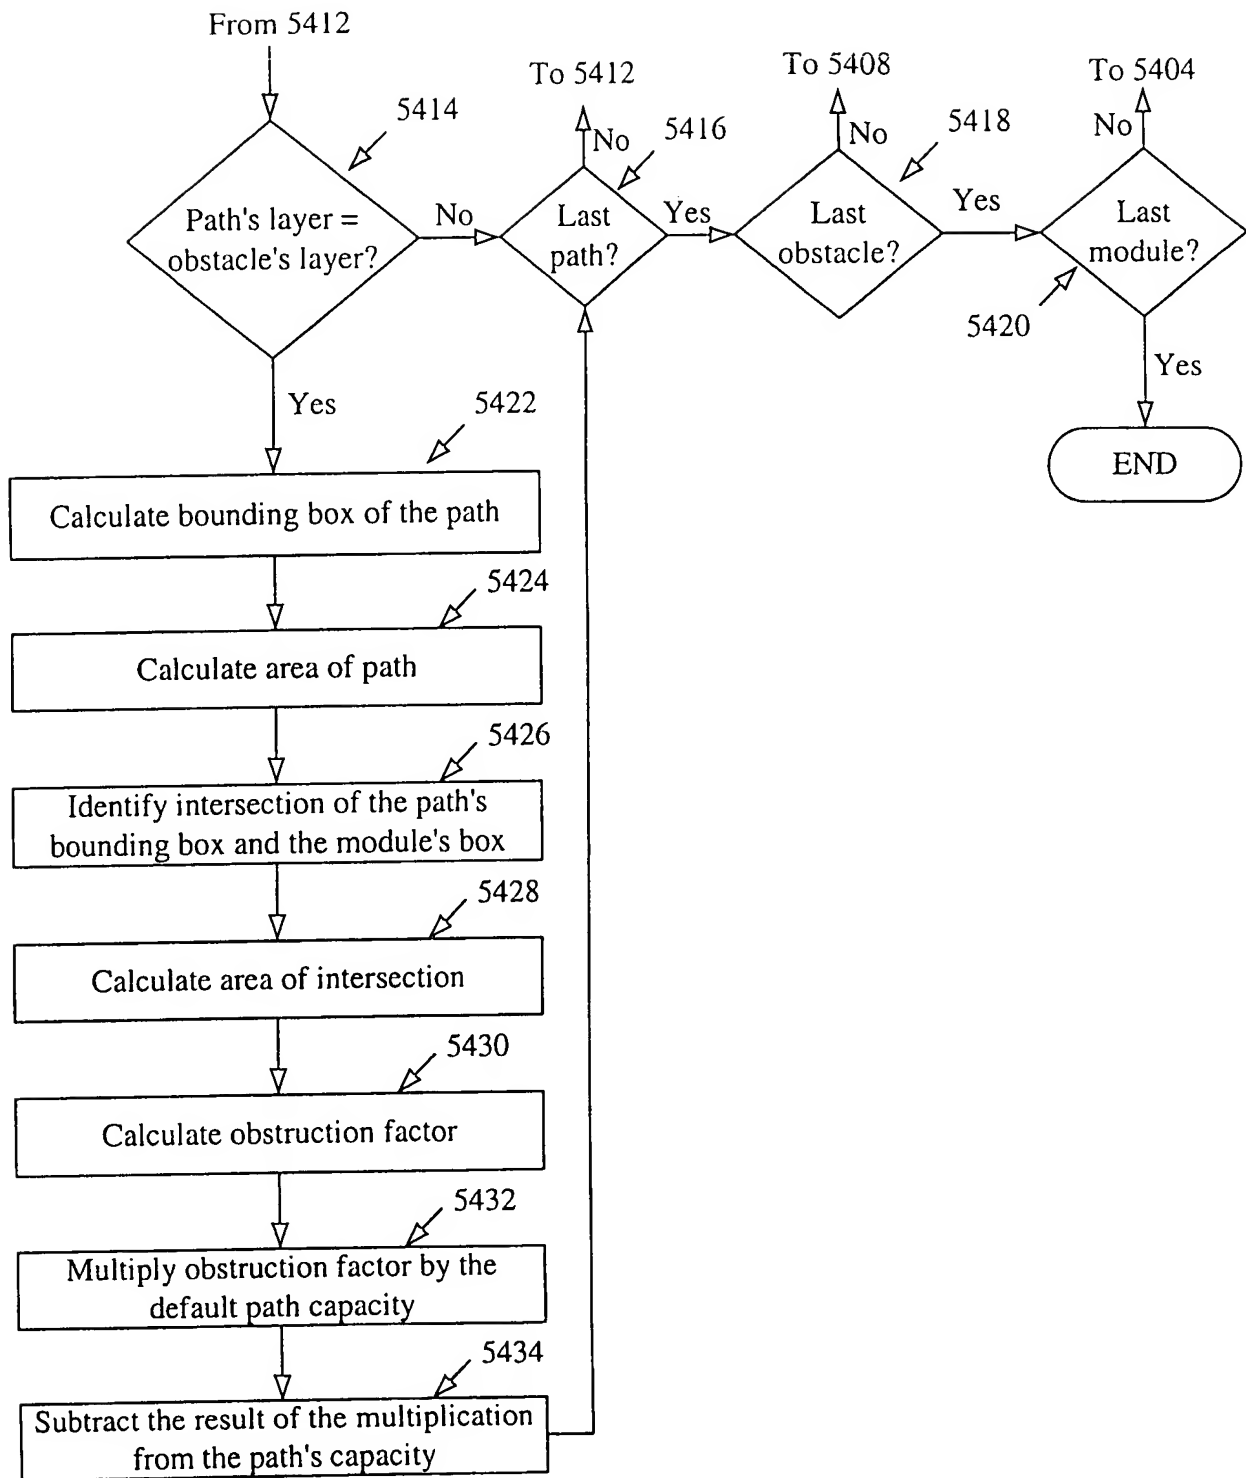 From 5412
To 5412
To 5408
To 5404
5414
No
5416
No
5418
No
Path's layer =
obstacle's layer?
No
Last
path?
Yes
Last
obstacle?
Yes
Last
module?
5420
Yes
Yes
END
5422
Calculate bounding box of the path
5424
Calculate area of path
5426
Identify intersection of the path's
bounding box and the module's box
5428
Calculate area of intersection
5430
Calculate obstruction factor
5432
Multiply obstruction factor by the
default path capacity
5434
Subtract the result of the multiplication
from the path's capacity